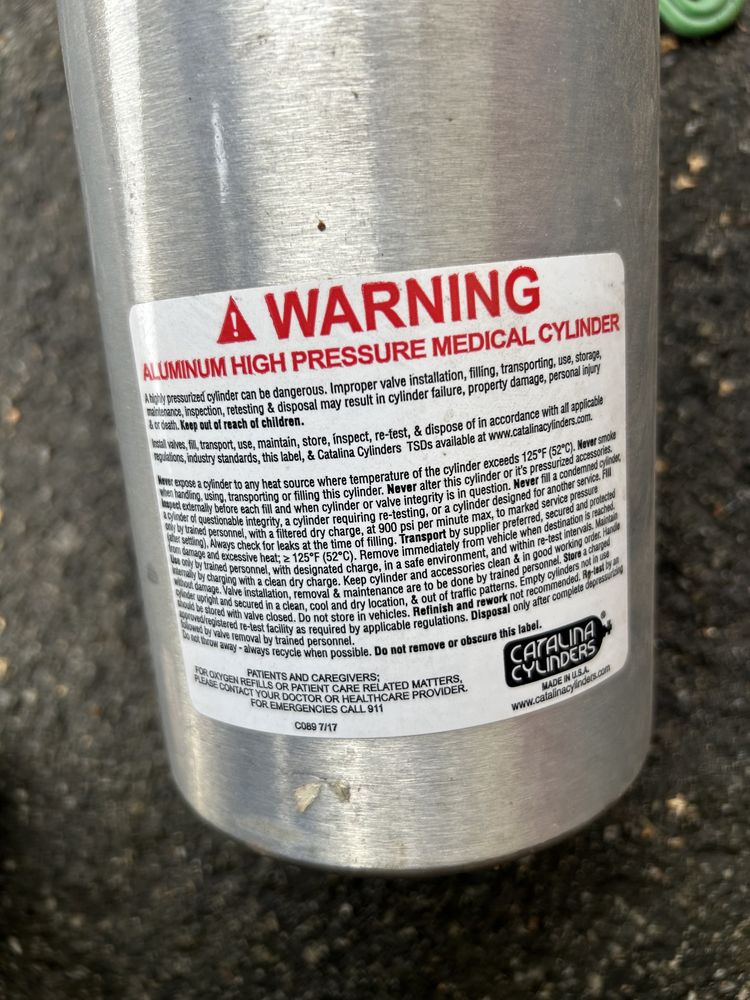 WARNING
ALUMINUM HIGH PRESSURE MEDICAL CYLINDER
A highly pressurized cylinder can be dangerous. Improper valve installation, filling, transporting, use, storage,
maintenance, inspection, retesting & disposal may result in cylinder failure, property damage, personal injury
& or death. Keep out of reach of children.
Install valves, fill, transport, use, maintain, store, inspect, re-test, & dispose of in accordance with all applicable
regulations, industry standards, this label, & Catalina Cylinders TSDs available at www.catalinacylinders.com.
Never expose a cylinder to any heat source where temperature of the cylinder exceeds 125°F (52°C). Never smoke
when handling, using, transporting or filling this cylinder. Never alter this cylinder or it's pressurized accessories.
Inspect externally before each fill and when cylinder or valve integrity is in question. Never fill a condemned cylinder,
a cylinder of questionable integrity, a cylinder requiring re-testing, or a cylinder designed for another service. Fill
only by trained personnel, with a filtered dry charge, at 900 psi per minute max, to marked service pressure
(after settling), Always check for leaks at the time of filling. Transport by supplier preferred, secured and protected
from damage and excessive heat; ≥ 125°F (52°C). Remove immediately from vehicle when destination is reached.
Use only by trained personnel, with designated charge, in a safe environment, and within re-test intervals. Maintain
internally by charging with a clean dry charge. Keep cylinder and accessories clean & in good working order. Handle
without damage. Valve installation, removal & maintenance are to be done by trained personnel. Store a charged
cylinder upright and secured in a clean, cool and dry location, & out of traffic patterns. Empty cylinders not in use
should be stored with valve closed. Do not store in vehicles. Refinish and rework not recommended. Re-test by an
approved/registered re-test facility as required by applicable regulations. Disposal only after complete depressurizing
followed by valve removal by trained personnel.
Do not throw away - always recycle when possible. Do not remove or obscure this label.
PATIENTS AND CAREGIVERS;
FOR OXYGEN REFILLS OR PATIENT CARE RELATED MATTERS,
PLEASE CONTACT YOUR DOCTOR OR HEALTHCARE PROVIDER.
FOR EMERGENCIES CALL 911
C089 7/17
CATALINA
CYLINDERS
®
MADE IN U.S.A.
www.catalinacylinders.com